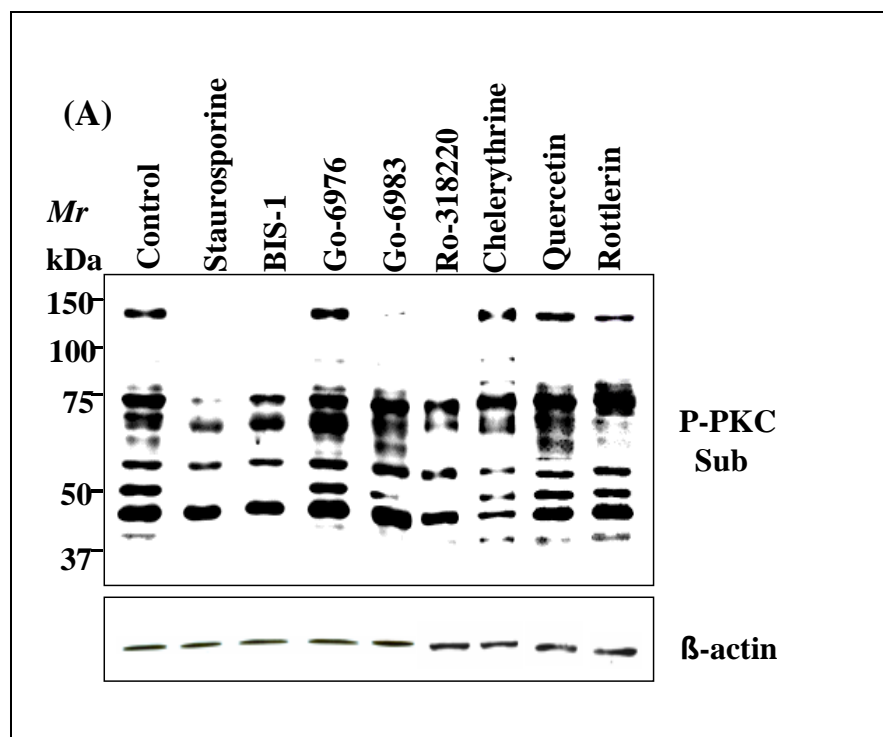 (A)
Mr
kDa
Control
Staurosporine
BIS-1
Go-6976
Go-6983
Ro-318220
Chelerythrine
Quercetin
Rottlerin
150
100
75
50
37
P-PKC
Sub
ß-actin